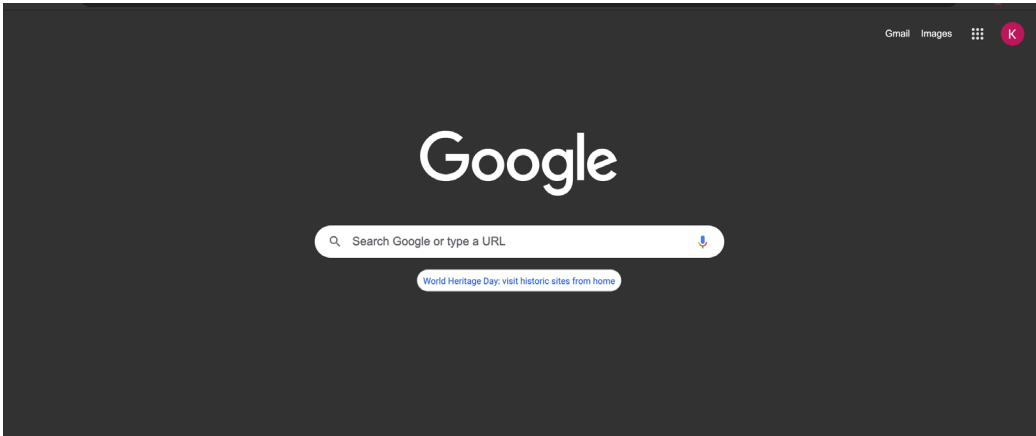 Gmail Images K
Google
Search Google or type a URL
World Heritage Day: visit historic sites from home